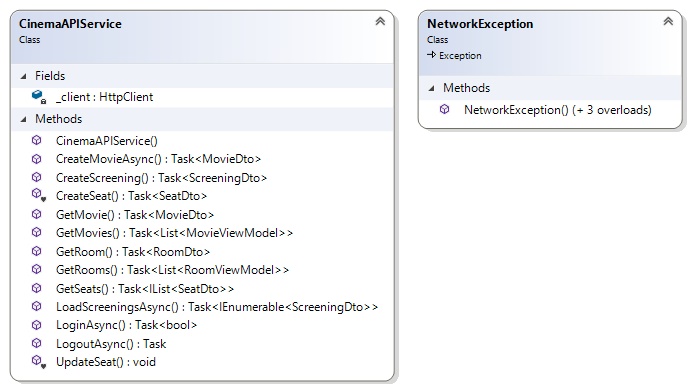 CinemaAPIService
Class
Fields
_client : HttpClient
Methods
CinemaAPIService()
CreateMovieAsync() : Task<MovieDto>
CreateScreening() : Task<ScreeningDto>
CreateSeat() : Task<SeatDto>
GetMovie() : Task<MovieDto>
GetMovies() : Task<List<MovieViewModel>>
GetRoom() : Task<RoomDto>
GetRooms() : Task<List<RoomViewModel>>
GetSeats() : Task<IList<SeatDto>>
LoadScreeningsAsync() : Task<IEnumerable<ScreeningDto>>
LoginAsync() : Task<bool>
LogoutAsync() : Task
UpdateSeat() : void
NetworkException
Class
Exception
Methods
NetworkException() (+ 3 overloads)